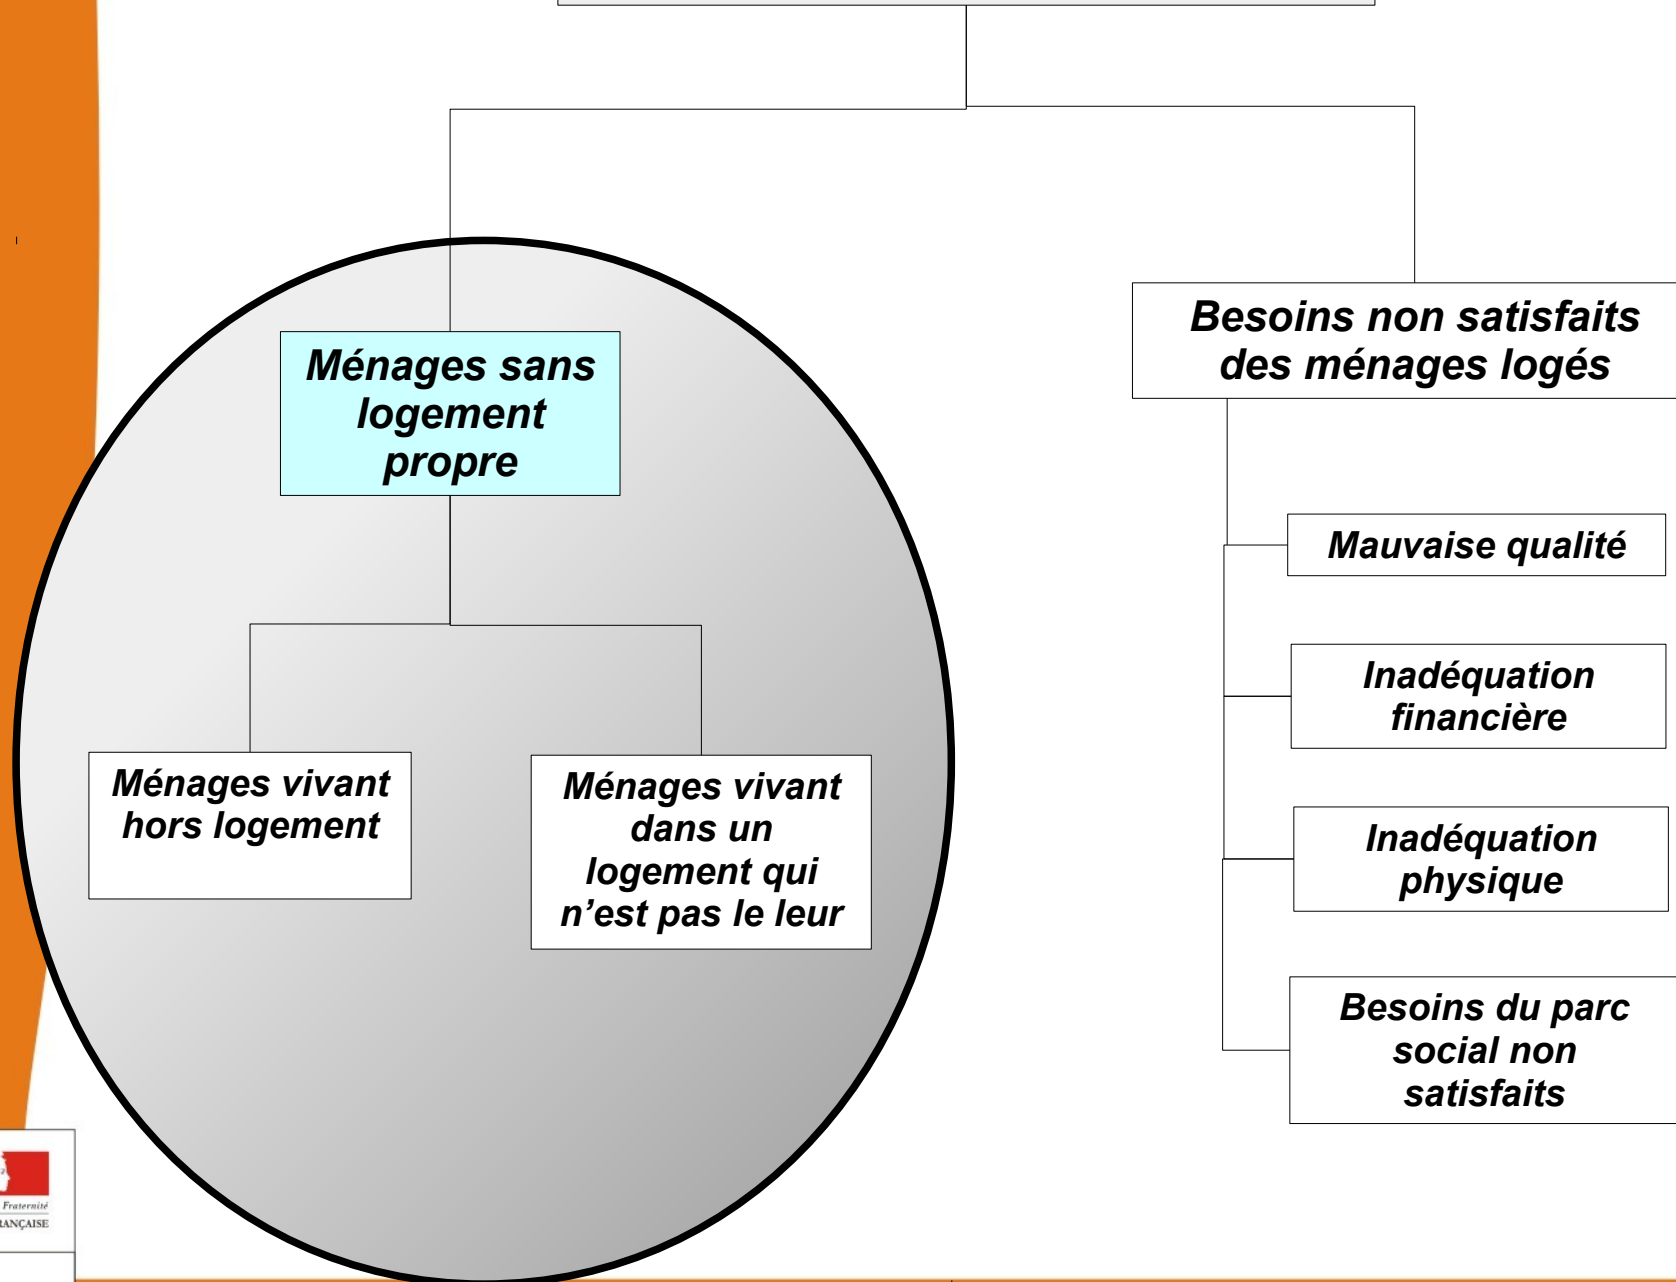 Ménages sans
logement
propre
Ménages vivant
hors logement
Ménages vivant
dans un
logement qui
n’est pas le leur
Besoins non satisfaits
des ménages logés
Mauvaise qualité
Inadéquation
financière
Inadéquation
physique
Besoins du parc
social non
satisfaits
Fraternité